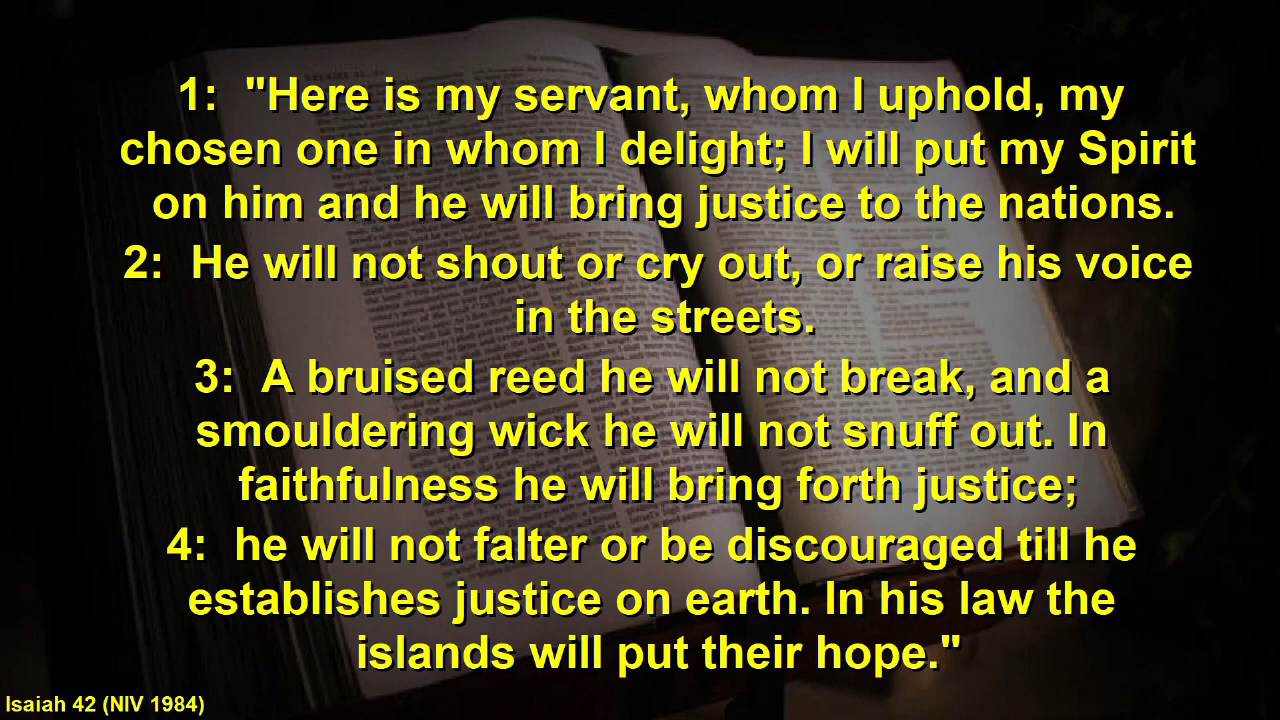 1: "Here is my servant, whom I uphold, my
chosen one in whom I delight; I will put my Spirit
on him and he will bring justice to the nations.
2: He will not shout or cry out, or raise his voice
in the streets.
3: A bruised reed he will not break, and a
smouldering wick he will not snuff out. In
faithfulness he will bring forth justice;
4: he will not falter or be discouraged till he
establishes justice on earth. In his law the
islands will put their hope."
Isaiah 42 (NIV 1984)